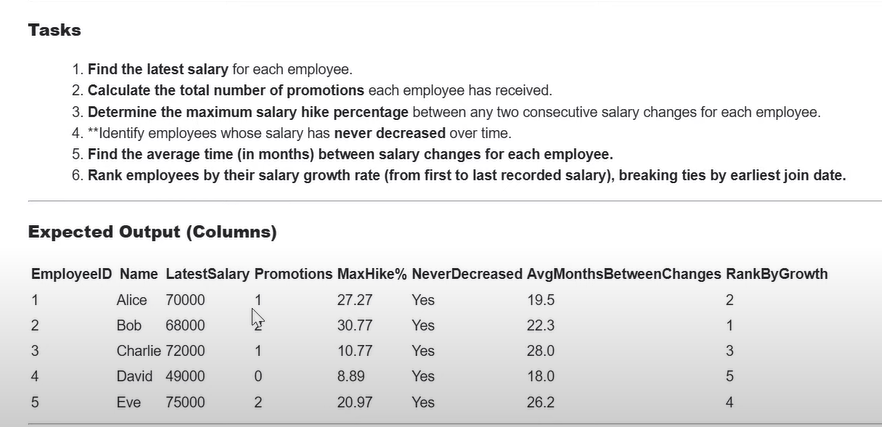 Tasks
1. Find the latest salary for each employee.
2. Calculate the total number of promotions each employee has received.
3. Determine the maximum salary hike percentage between any two consecutive salary changes for each employee.
4. **Identify employees whose salary has never decreased over time.
5. Find the average time (in months) between salary changes for each employee.
6. Rank employees by their salary growth rate (from first to last recorded salary), breaking ties by earliest join date.
Expected Output (Columns)
EmployeeID Name LatestSalary Promotions MaxHike% NeverDecreased AvgMonthsBetweenChanges RankByGrowth
1 Alice 70000 1 27.27 Yes 19.5 2
2 Bob 68000 2 30.77 Yes 22.3 1
3 Charlie 72000 1 10.77 Yes 28.0 3
4 David 49000 0 8.89 Yes 18.0 5
5 Eve 75000 2 20.97 Yes 26.2 4